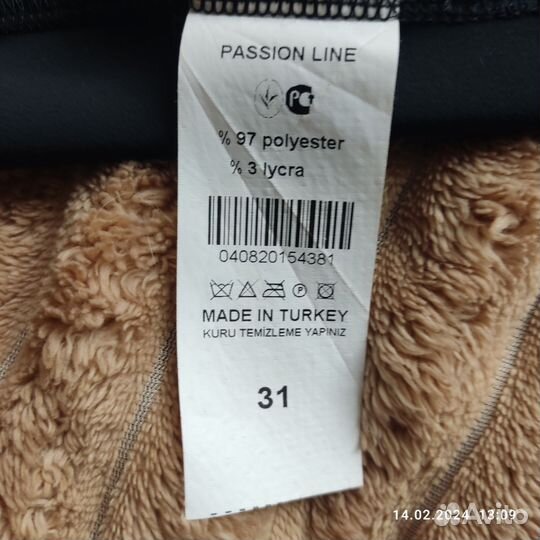 PASSION LINE
% 97 polyester
% 3 lycra
040820154381
MADE IN TURKEY
KURU TEMİZLEME YAPINIZ
31
14.02.2024 13:09
Avito